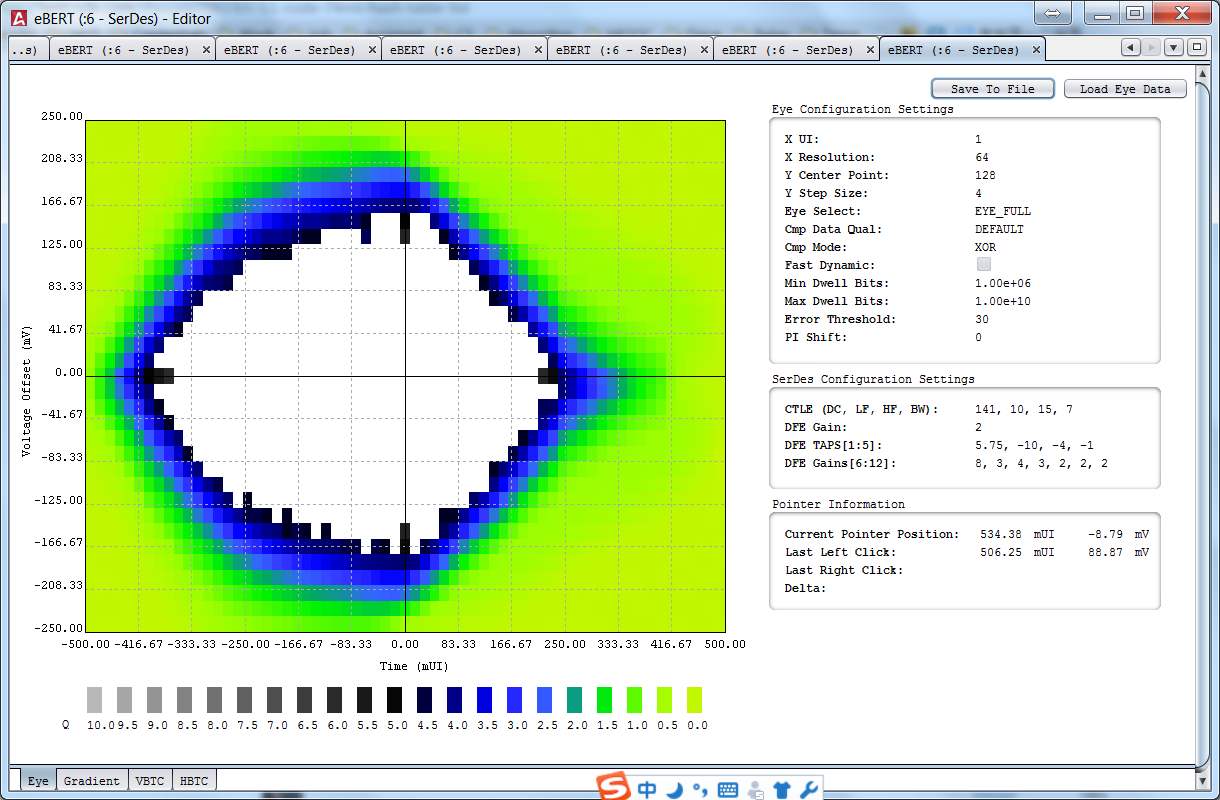 eBERT (:6 - SerDes) - Editor
..s) eBERT (:6 - SerDes) eBERT (:6 - SerDes) eBERT (:6 - SerDes) eBERT (:6 - SerDes) eBERT (:6 - SerDes) eBERT (:6 - SerDes)
Save To File Load Eye Data
Eye Configuration Settings
X UI: 1
X Resolution: 64
Y Center Point: 128
Y Step Size: 4
Eye Select: EYE_FULL
Cmp Data Qual: DEFAULT
Cmp Mode: XOR
Fast Dynamic:
Min Dwell Bits: 1.00e+06
Max Dwell Bits: 1.00e+10
Error Threshold: 30
PI Shift: 0
SerDes Configuration Settings
CTLE (DC, LF, HF, BW): 141, 10, 15, 7
DFE Gain: 2
DFE TAPS[1:5]: 5.75, -10, -4, -1
DFE Gains[6:12]: 8, 3, 4, 3, 2, 2, 2
Pointer Information
Current Pointer Position: 534.38 mUI -8.79 mV
Last Left Click: 506.25 mUI 88.87 mV
Last Right Click:
Delta:
Voltage Offset (mV)
250.00
208.33
166.67
125.00
83.33
41.67
0.00
-41.67
-83.33
-125.00
-166.67
-208.33
-250.00
-500.00 -416.67 -333.33 -250.00 -166.67 -83.33 0.00 83.33 166.67 250.00 333.33 416.67 500.00
Time (mUI)
Q 10.0 9.5 9.0 8.5 8.0 7.5 7.0 6.5 6.0 5.5 5.0 4.5 4.0 3.5 3.0 2.5 2.0 1.5 1.0 0.5 0.0
Eye Gradient VBTC HBTC
中